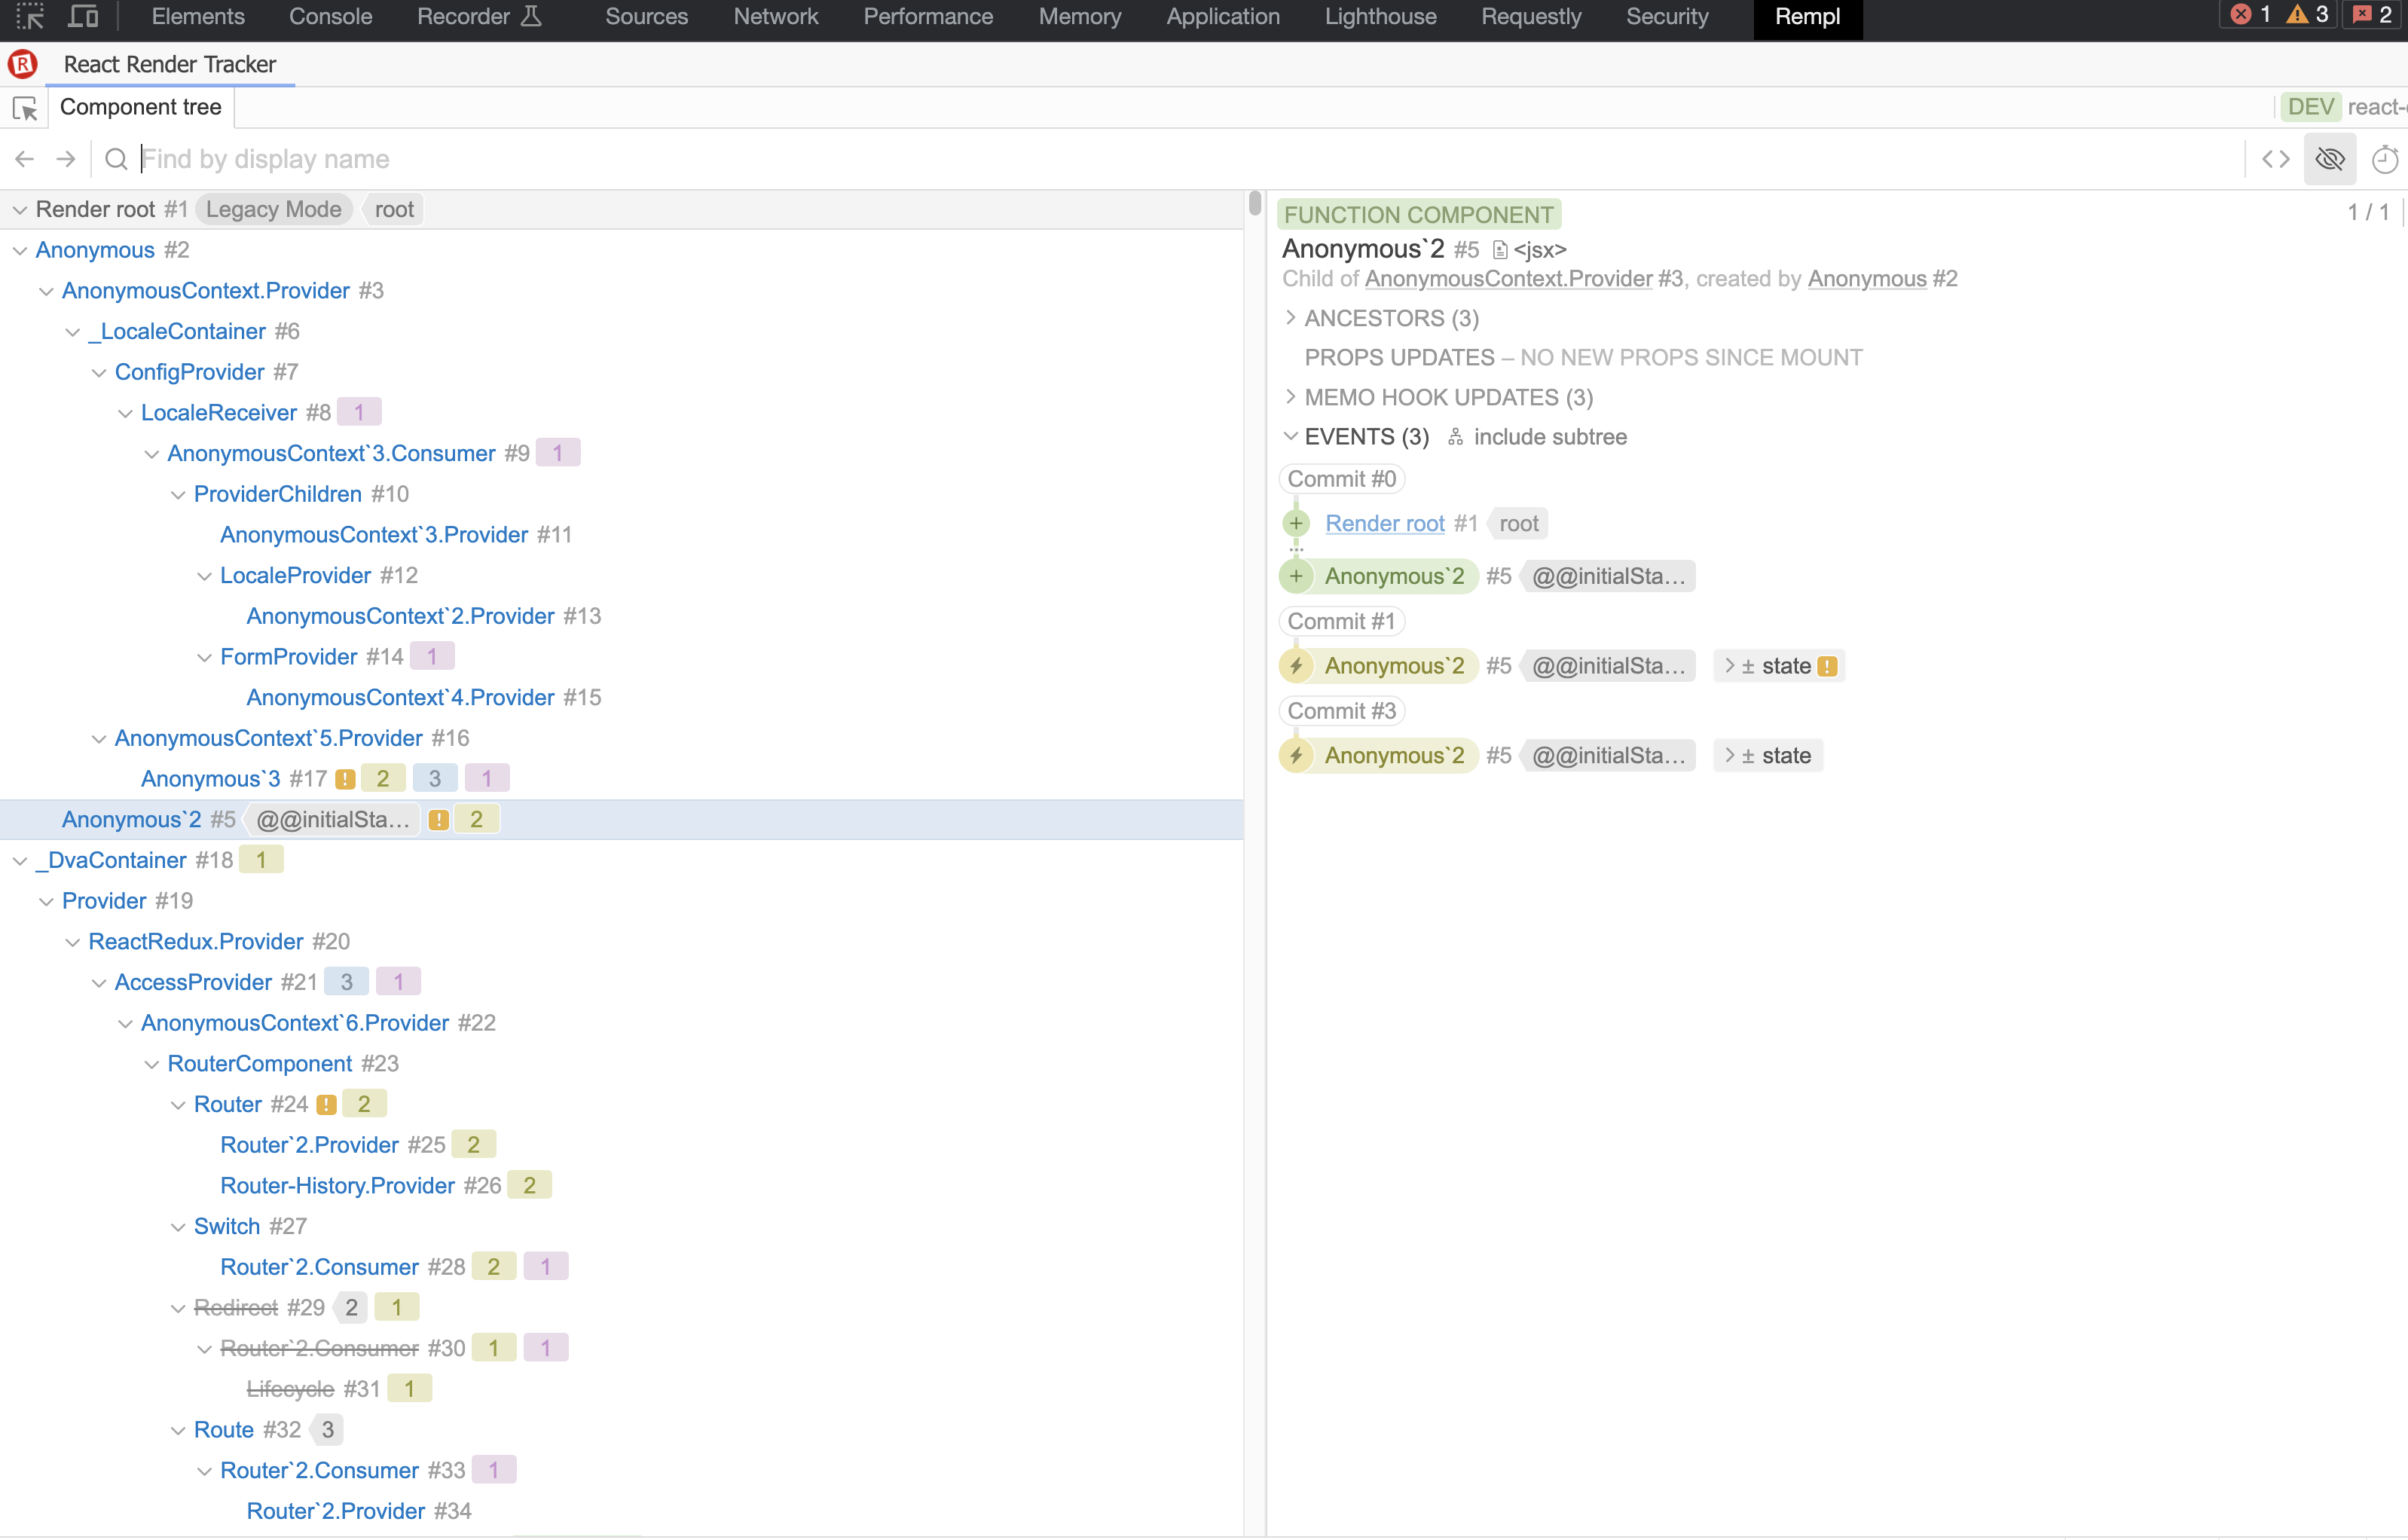 Elements Console Recorder Sources Network Performance Memory Application Lighthouse Requestly Security Rempl 1 3 2
R React Render Tracker
Component tree DEV react-
Find by display name < >
Render root #1 Legacy Mode root
Anonymous #2
AnonymousContext.Provider #3
_LocaleContainer #6
ConfigProvider #7
LocaleReceiver #8 1
AnonymousContext`3.Consumer #9 1
ProviderChildren #10
AnonymousContext`3.Provider #11
LocaleProvider #12
AnonymousContext`2.Provider #13
FormProvider #14 1
AnonymousContext`4.Provider #15
AnonymousContext`5.Provider #16
Anonymous`3 #17 ! 2 3 1
Anonymous`2 #5 @@initialSta... ! 2
_DvaContainer #18 1
Provider #19
ReactRedux.Provider #20
AccessProvider #21 3 1
AnonymousContext`6.Provider #22
RouterComponent #23
Router #24 ! 2
Router`2.Provider #25 2
Router-History.Provider #26 2
Switch #27
Router`2.Consumer #28 2 1
Redirect #29 2 1
Router`2.Consumer #30 1 1
Lifecycle #31 1
Route #32 3
Router`2.Consumer #33 1
Router`2.Provider #34
FUNCTION COMPONENT 1 / 1
Anonymous`2 #5 <jsx>
Child of AnonymousContext.Provider #3, created by Anonymous #2
ANCESTORS (3)
PROPS UPDATES – NO NEW PROPS SINCE MOUNT
MEMO HOOK UPDATES (3)
EVENTS (3) include subtree
Commit #0
+ Render root #1 root
...
+ Anonymous`2 #5 @@initialSta...
Commit #1
Anonymous`2 #5 @@initialSta... ± state !
Commit #3
Anonymous`2 #5 @@initialSta... ± state